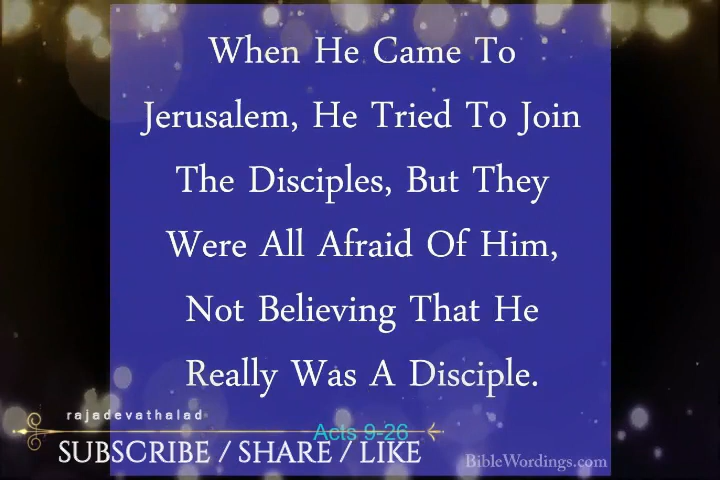 When He Came To
Jerusalem, He Tried To Join
The Disciples, But They
Were All Afraid Of Him,
Not Believing That He
Really Was A Disciple.
rajadevathalad
Acts 9-26
SUBSCRIBE / SHARE / LIKE
BibleWordings.com